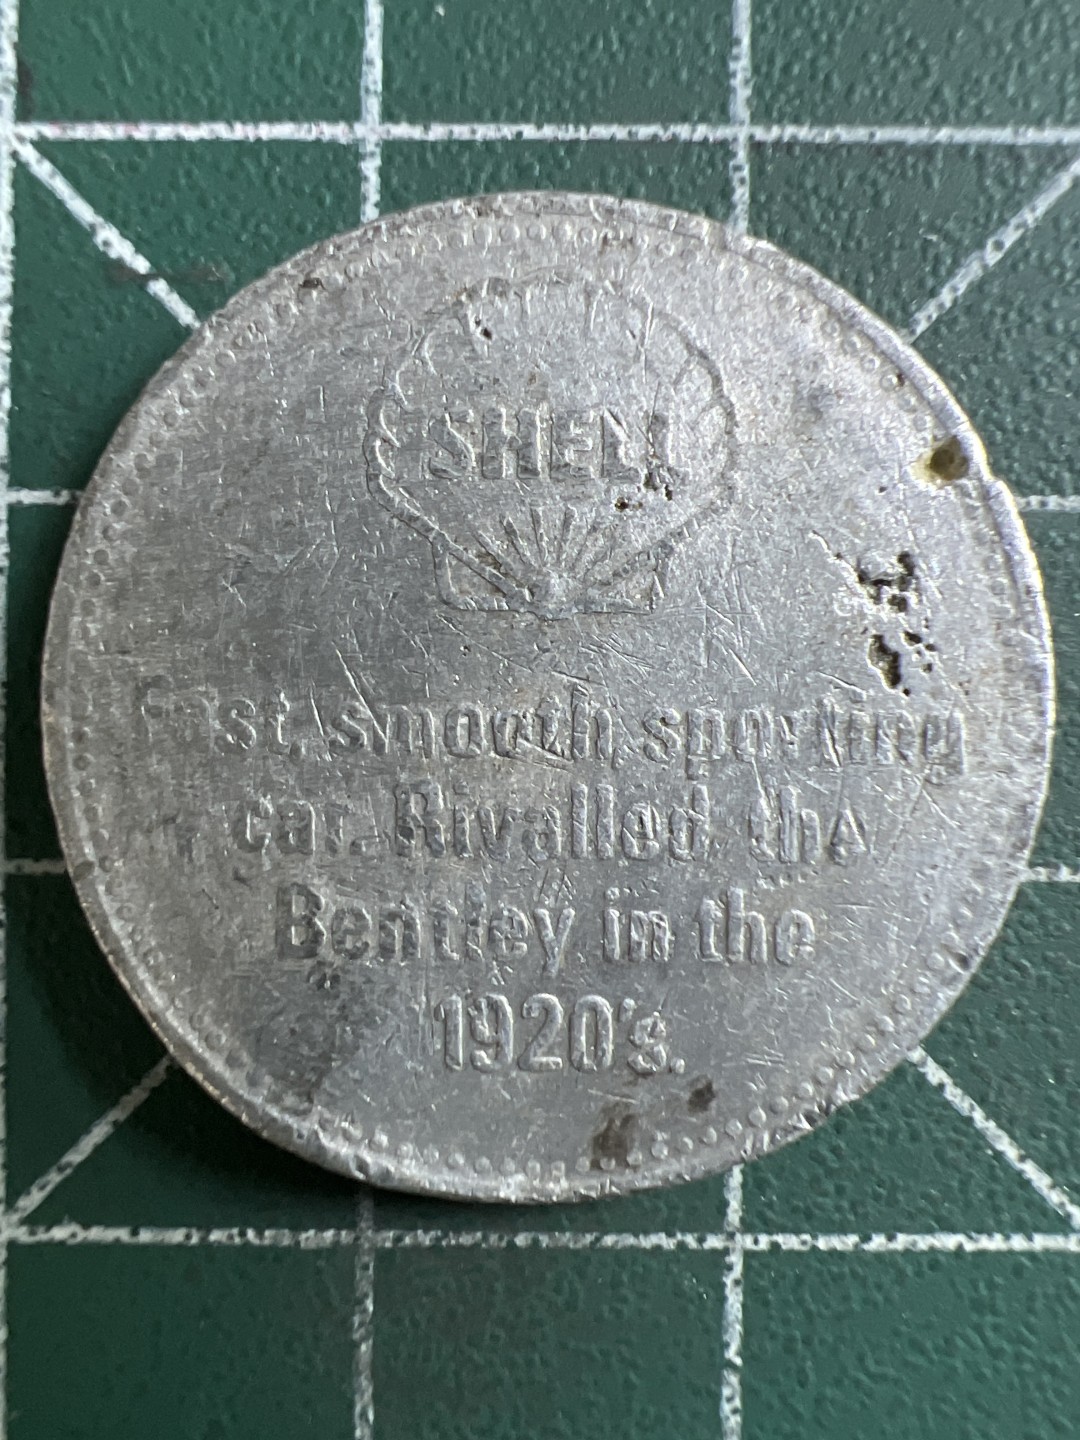 SHELL
Fast, smooth, sporting
car. Rivalled the
Bentley in the
1920's.